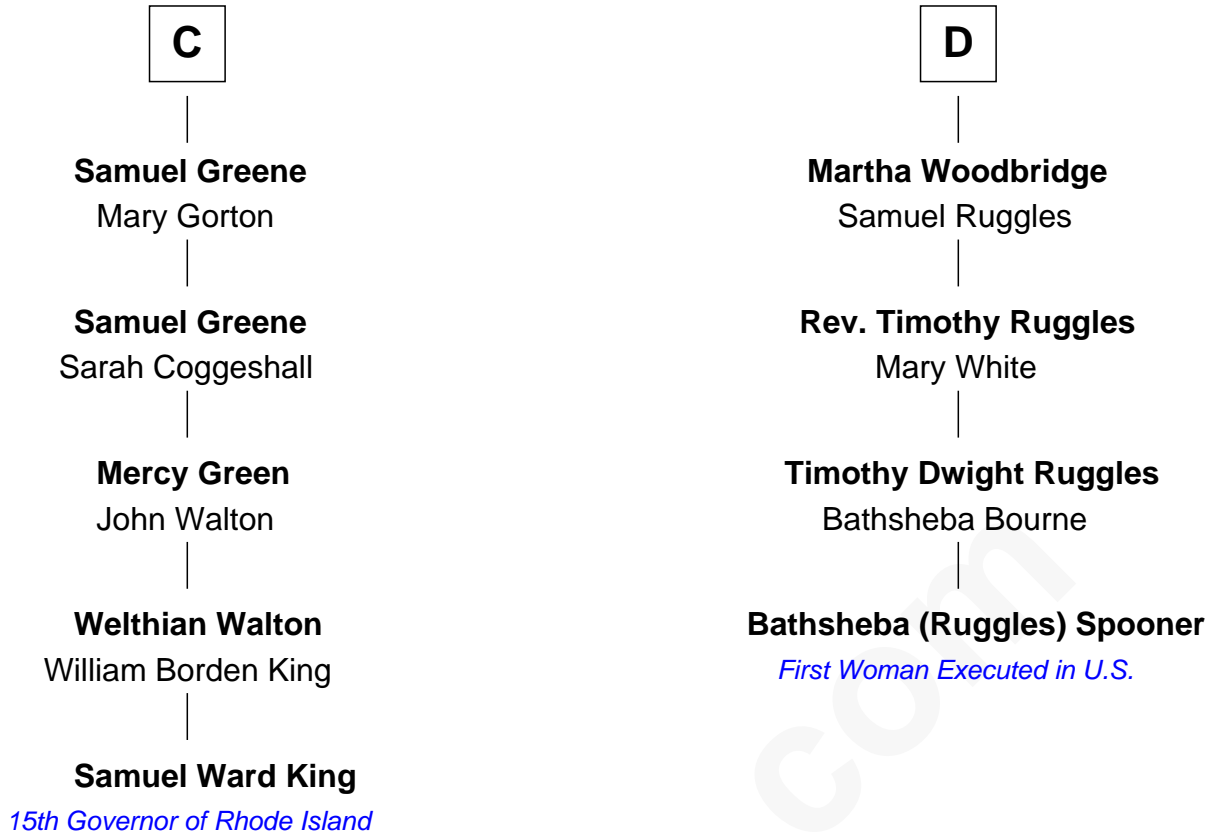 C
Samuel Greene
Mary Gorton
Samuel Greene
Sarah Coggeshall
Mercy Green
John Walton
Welthian Walton
William Borden King
Samuel Ward King
15th Governor of Rhode Island
D
Martha Woodbridge
Samuel Ruggles
Rev. Timothy Ruggles
Mary White
Timothy Dwight Ruggles
Bathsheba Bourne
Bathsheba (Ruggles) Spooner
First Woman Executed in U.S.
com